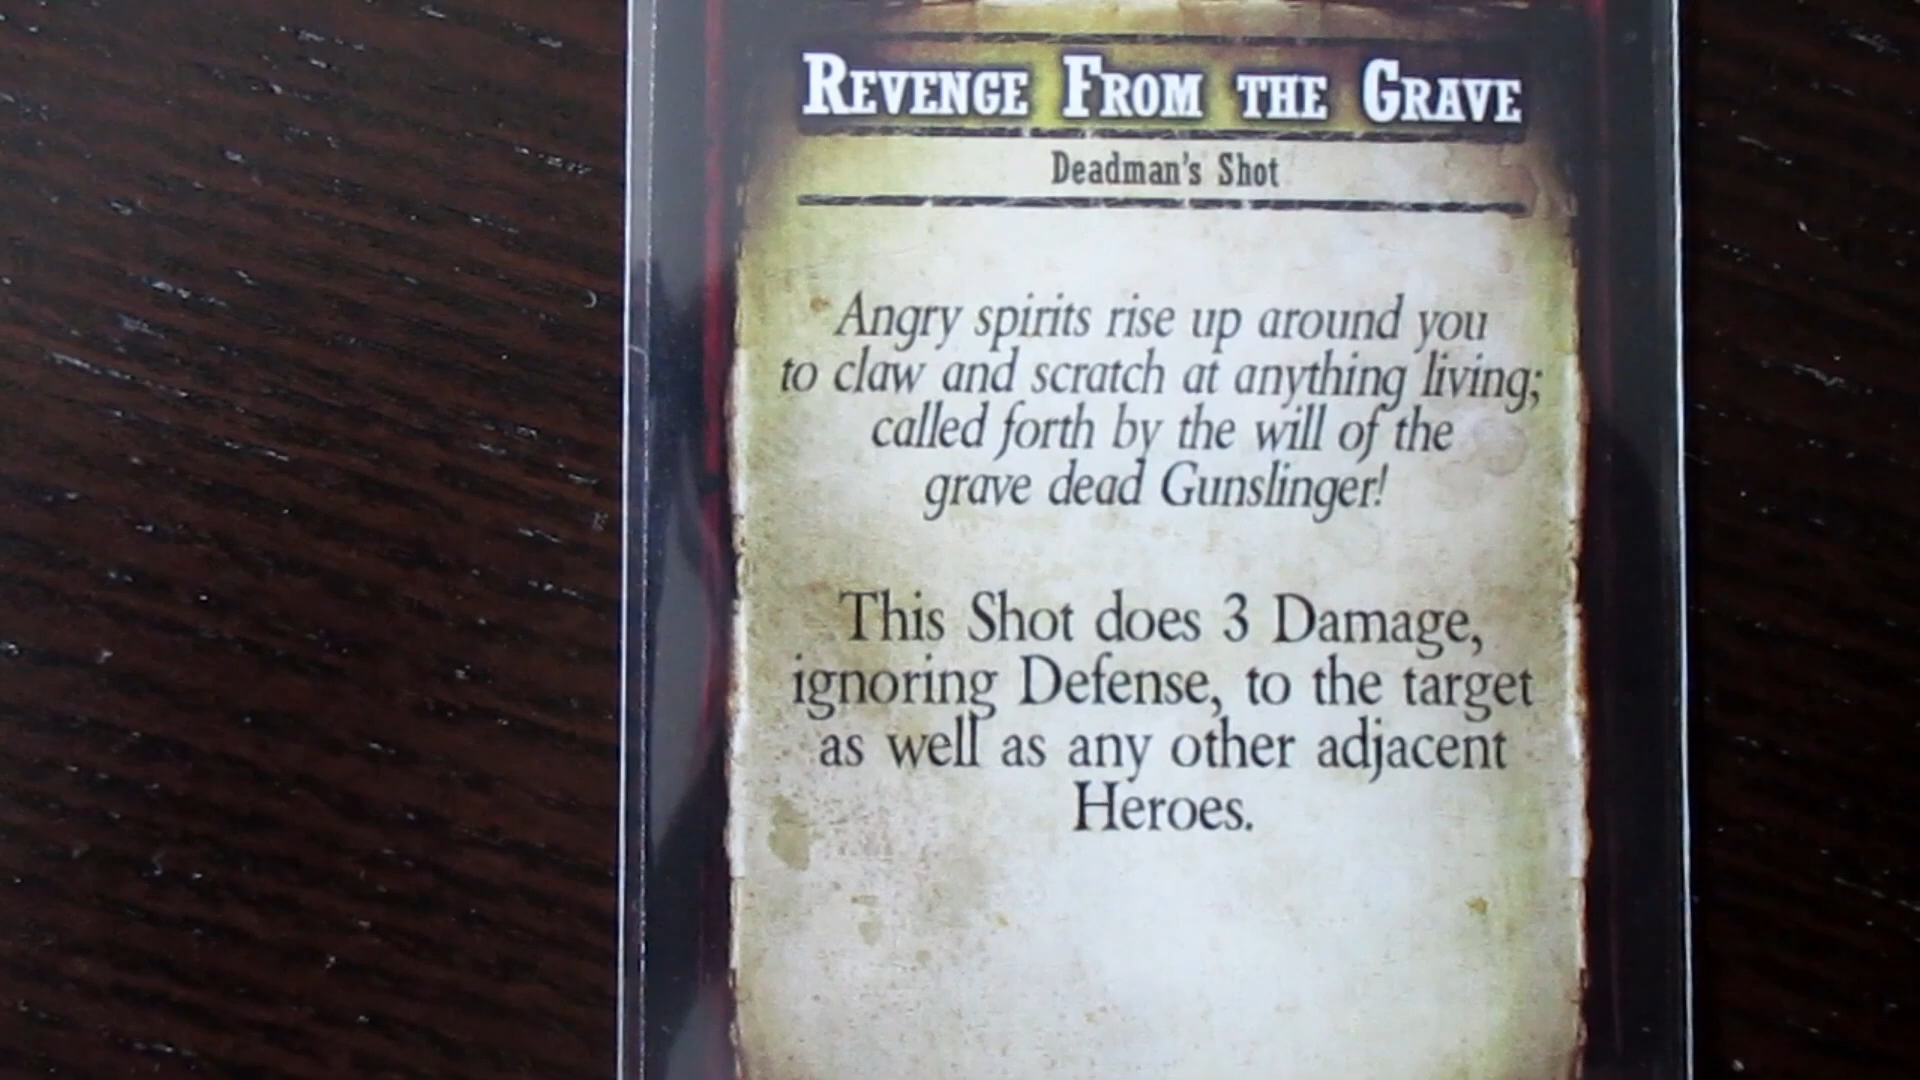 REVENGE FROM THE GRAVE
Deadman's Shot
Angry spirits rise up around you
to claw and scratch at anything living;
called forth by the will of the
grave dead Gunslinger!
This Shot does 3 Damage,
ignoring Defense, to the target
as well as any other adjacent
Heroes.